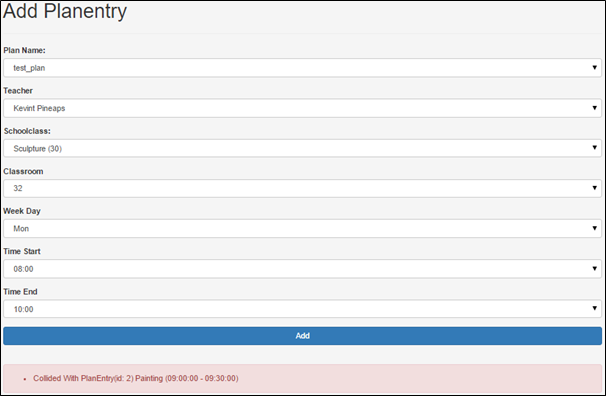 Add Planentry
Plan Name:
test_plan
Teacher
Kevint Pineaps
Schoolclass:
Sculpture (30)
Classroom
32
Week Day
Mon
Time Start
08:00
Time End
10:00
Add
Collided With PlanEntry(id: 2) Painting (09:00:00 - 09:30:00)